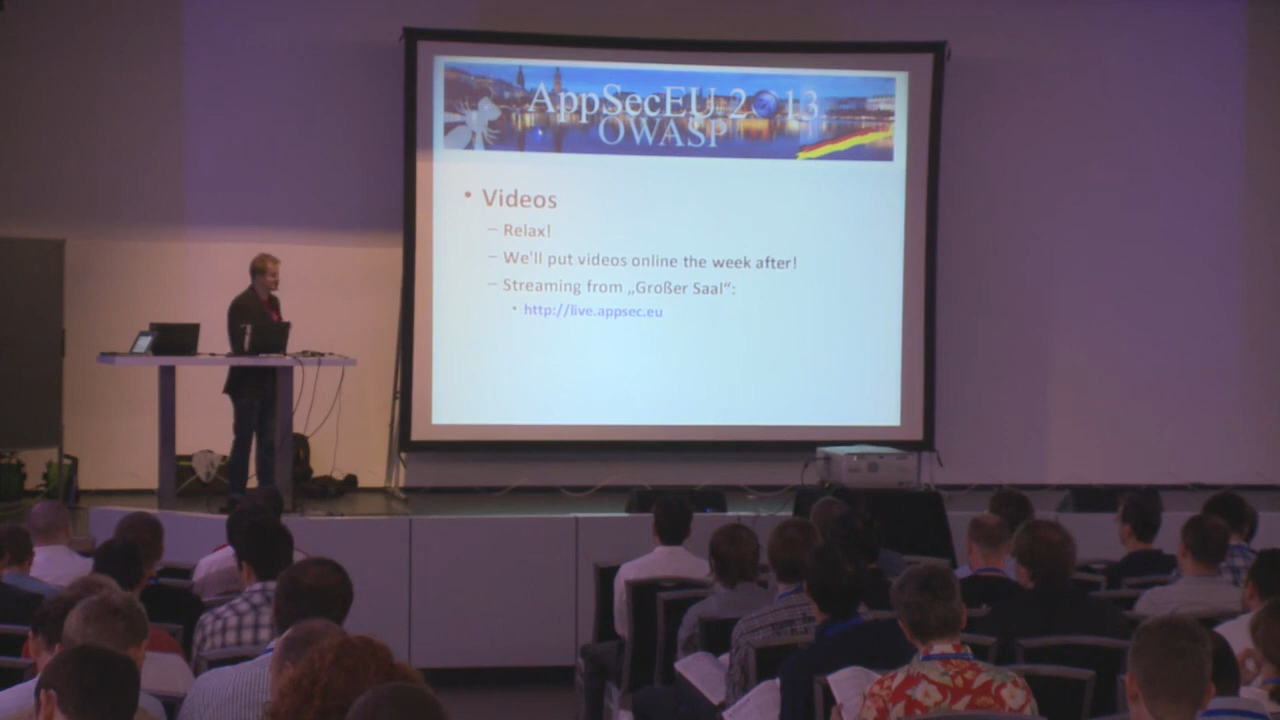 AppSecEU 2013
OWASP
• Videos
– Relax!
– We'll put videos online the week after!
– Streaming from „Großer Saal“:
• http://live.appsec.eu